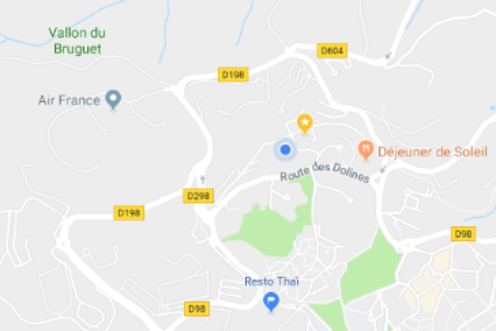 Vallon du
Bruguet
D604
D198
Air France
Déjeuner de Soleil
Route des Dolines
D298
D198
D98
Resto Thaï
D98